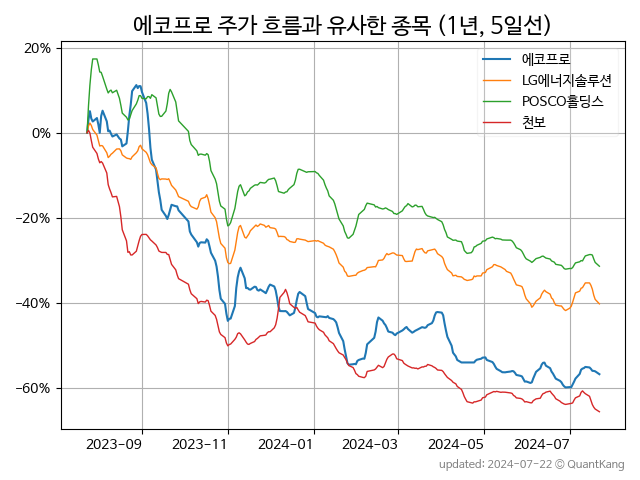 에코프로 주가 흐름과 유사한 종목 (1년, 5일선)
에코프로
LG에너지솔루션
POSCO홀딩스
천보
20%
0%
−20%
−40%
−60%
2023−09 2023−11 2024−01 2024−03 2024−05 2024−07
updated: 2024-07-22 © QuantKang